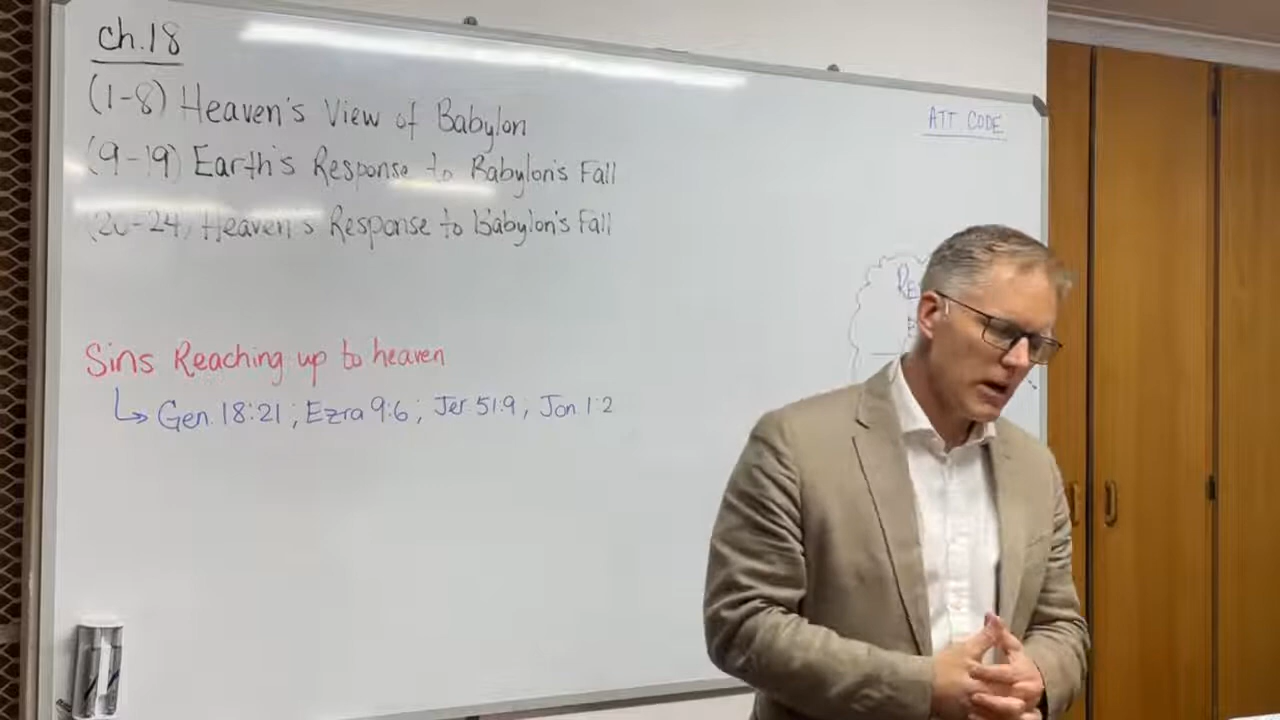 ch.18
(1-8) Heaven's View of Babylon
(9-19) Earth's Response to Babylon's Fall
(20-24) Heaven's Response to Babylon's Fall
ATT CODE
Sins Reaching up to heaven
↳ Gen. 18:21; Ezra 9:6; Jer 51:9, Jon 1:2